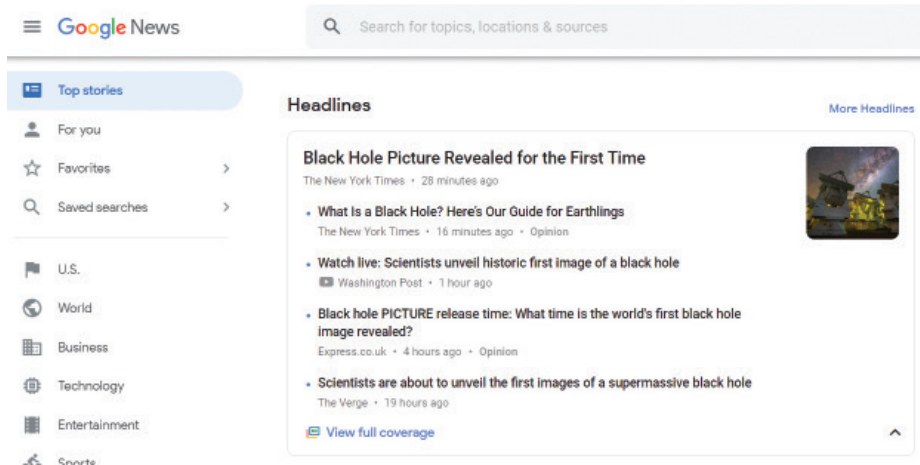 Google News
Search for topics, locations & sources
Top stories
For you
Favorites
Saved searches
U.S.
World
Business
Technology
Entertainment
Sports
Headlines
More Headlines
Black Hole Picture Revealed for the First Time
The New York Times • 28 minutes ago
• What Is a Black Hole? Here's Our Guide for Earthlings
The New York Times • 16 minutes ago • Opinion
• Watch live: Scientists unveil historic first image of a black hole
Washington Post • 1 hour ago
• Black hole PICTURE release time: What time is the world's first black hole
image revealed?
Express.co.uk • 4 hours ago • Opinion
• Scientists are about to unveil the first images of a supermassive black hole
The Verge • 19 hours ago
View full coverage